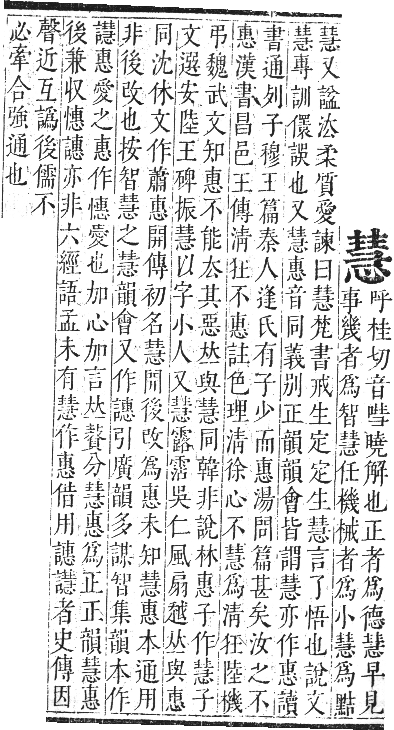 慧
呼桂切音嘒曉解也正者爲德慧早見
事幾者爲智慧任機械者爲小慧爲黠
慧又諡法柔質愛諫曰慧梵書戒生定定生慧言了悟也說文
慧專訓儇誤也又慧惠音同義別正韻韻會皆謂慧亦作惠讀
書通列子穆王篇秦人逢氏有子少而惠湯問篇甚矣汝之不
惠漢書昌邑王傳清狂不惠註色理清徐心不慧爲清狂陸機
弔魏武文知惠不能厺其惡𠀤與慧同韓非說林惠子作慧子
文選安陸王碑振慧以字小人又慧露霑吳仁風扇越𠀤與惠
同沈休文作蕭惠開傳初名慧開後改爲惠未知慧惠本通用
非後改也按智慧之慧韻會又作譓引廣韻多謀智集韻本作
譿惠愛之惠作憓愛也加心加言𠀤贅分慧惠爲正正韻慧惠
後兼収憓譓亦非六經語孟未有慧作惠借用譓譿者史傳因
聲近互譌後儒不
必牽合強通也